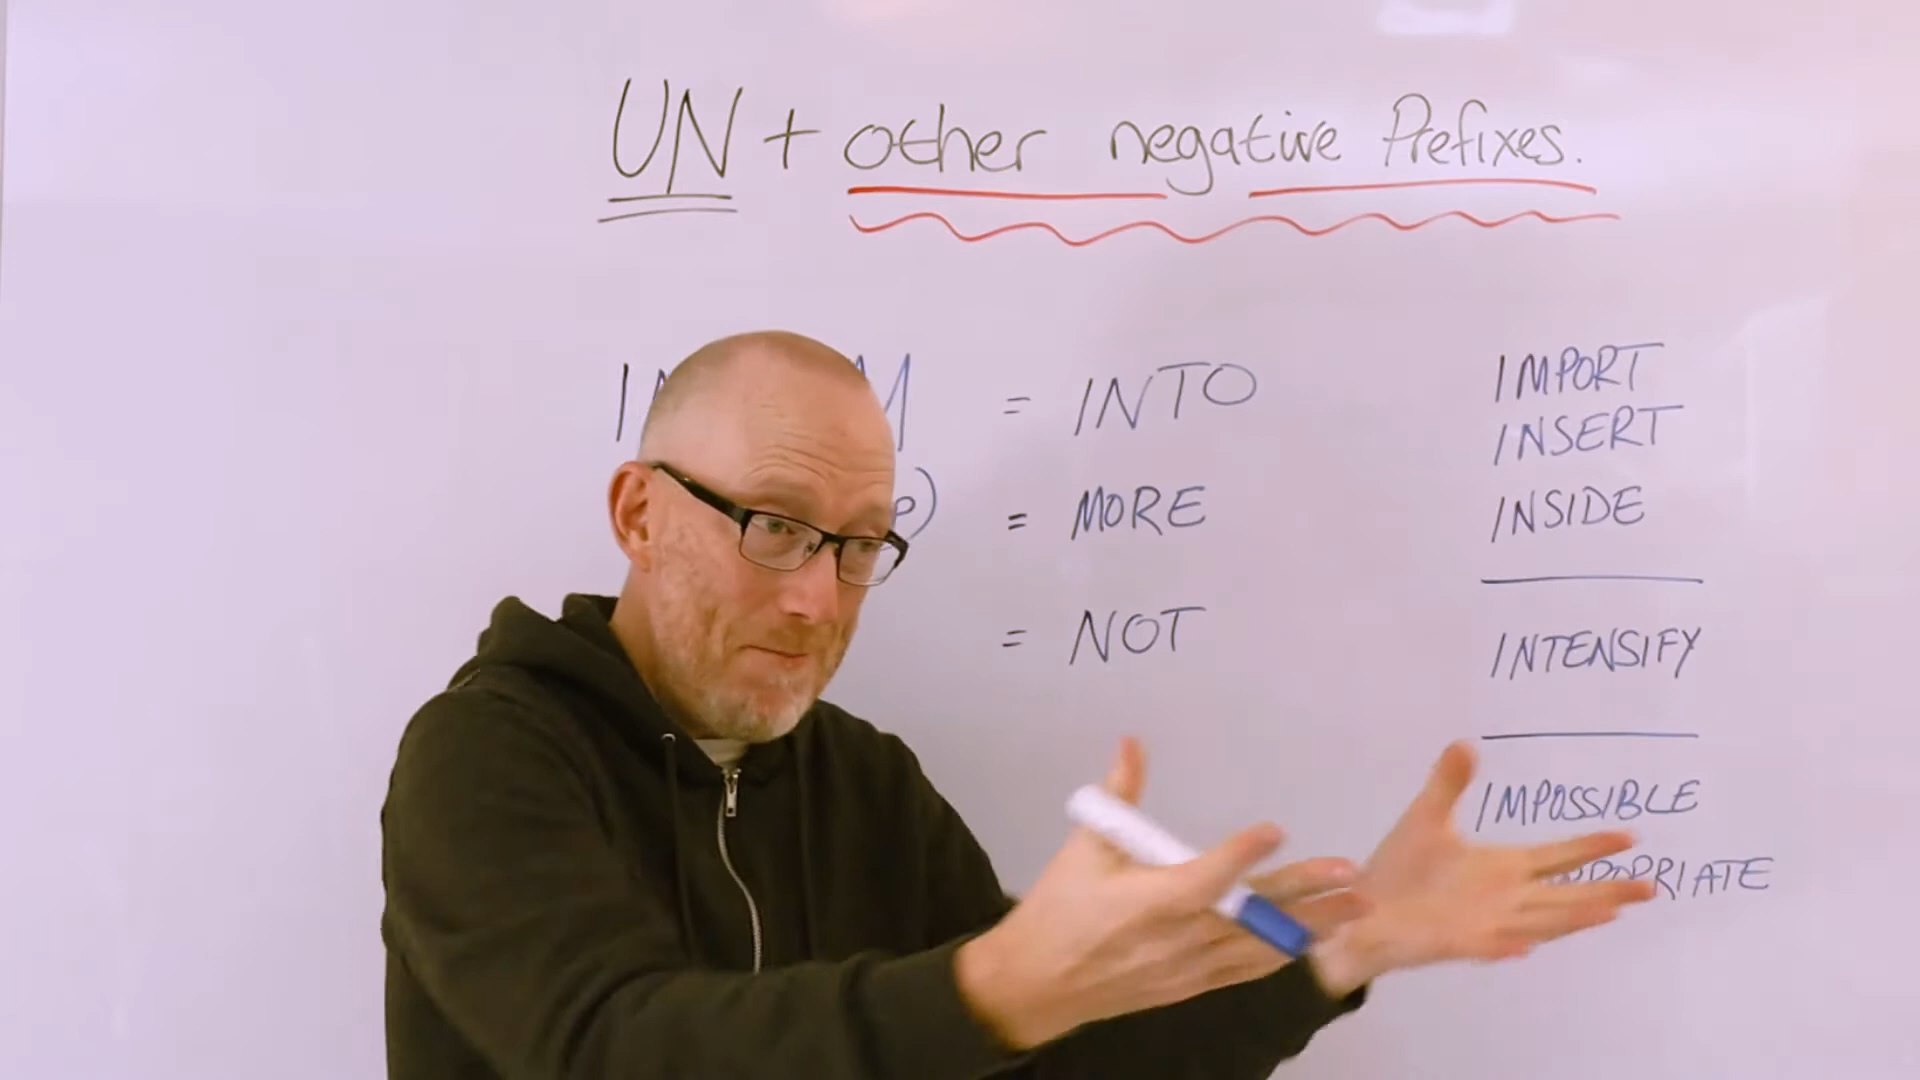 UN + other negative Prefixes.
= INTO
IMPORT
INSERT
= MORE
INSIDE
= NOT
INTENSIFY
IMPOSSIBLE